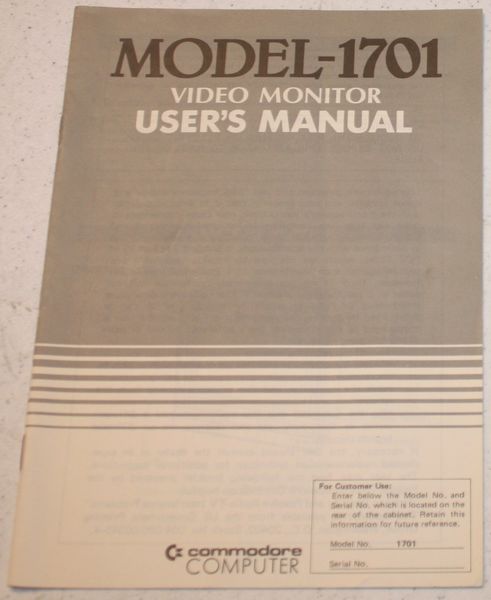 MODEL-1701
VIDEO MONITOR
USER'S MANUAL
For Customer Use:
Enter below the Model No. and
Serial No. which is located on the
rear of the cabinet. Retain this
information for future reference.
Model No. 1701
Serial No.
commodore
COMPUTER